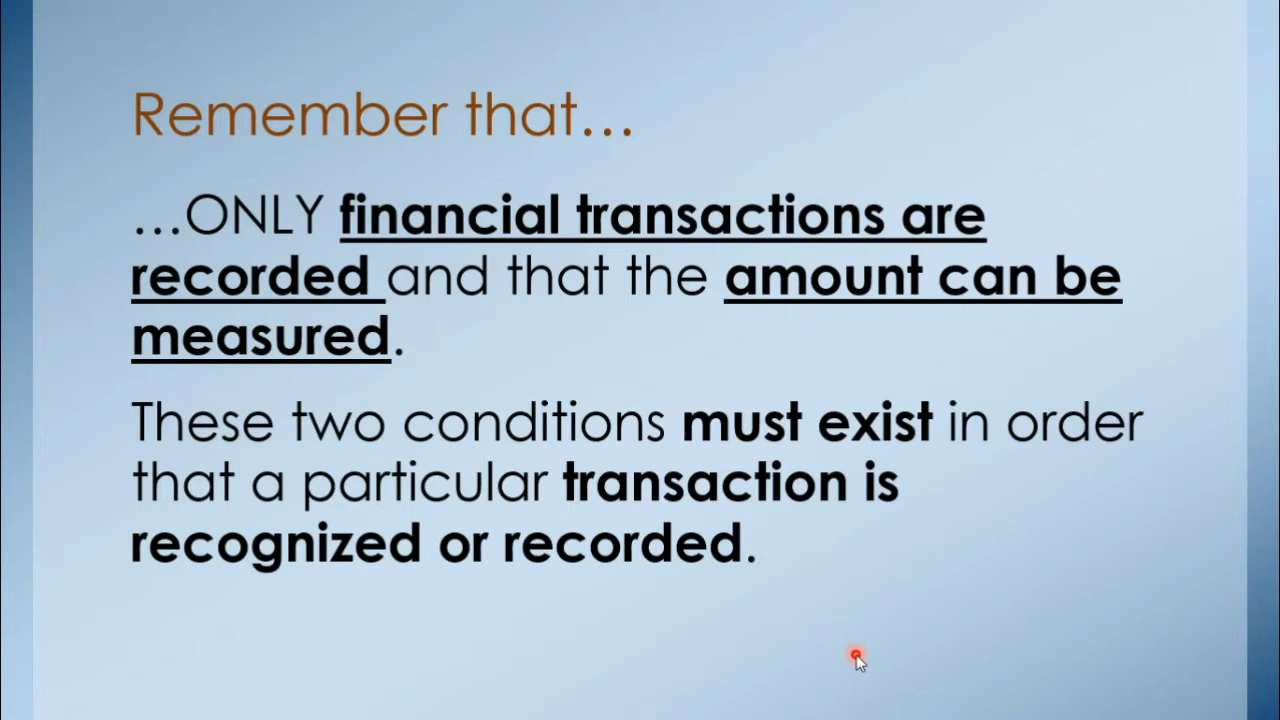 Remember that…
…ONLY financial transactions are
recorded and that the amount can be
measured.
These two conditions must exist in order
that a particular transaction is
recognized or recorded.